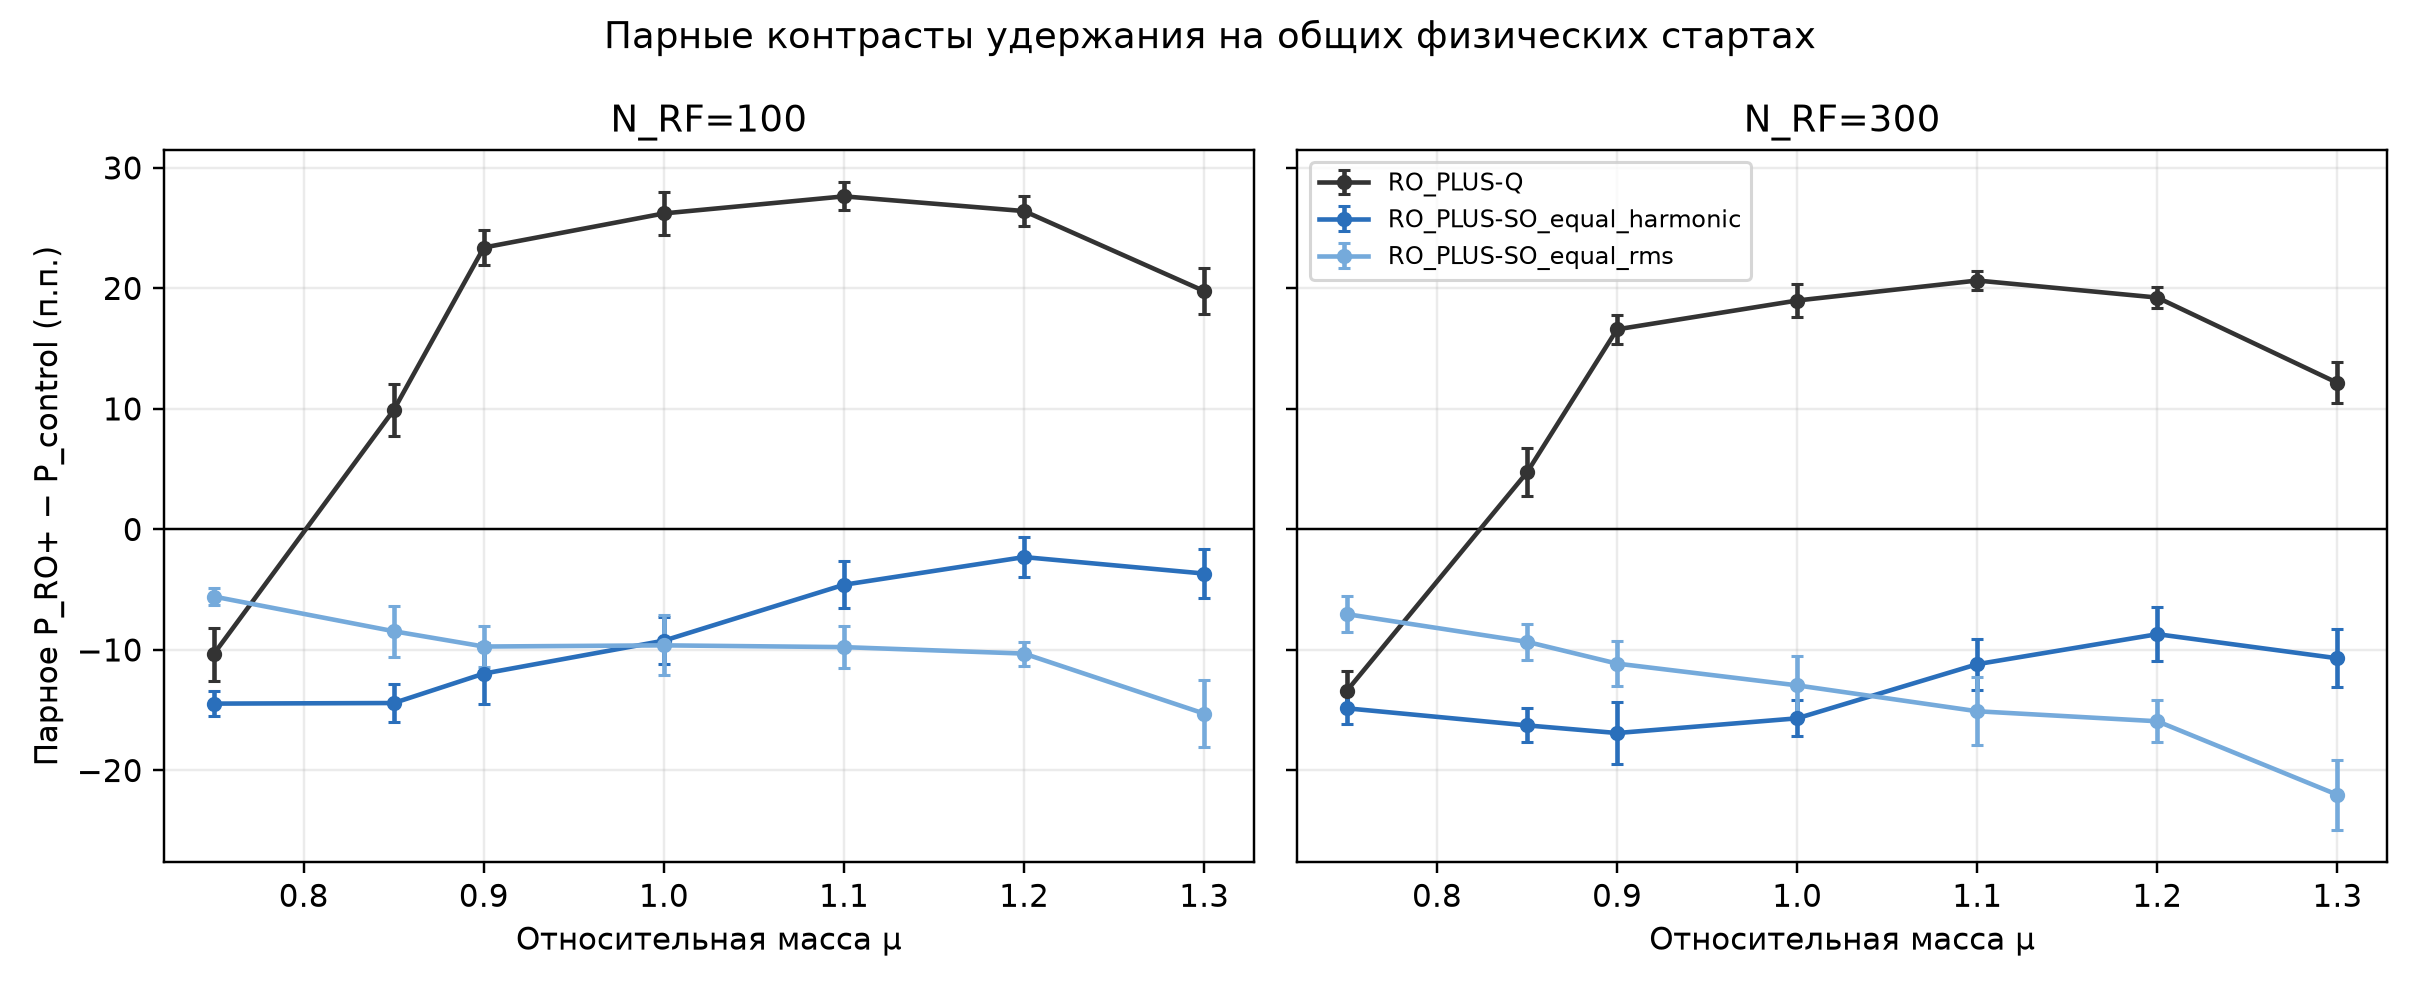 Парные контрасты удержания на общих физических стартах
N_RF=100
30
20
10
0
−10
−20
Парное P_RO+ − P_control (п.п.)
0.8
0.9
1.0
1.1
1.2
1.3
Относительная масса μ
N_RF=300
RO_PLUS-Q
RO_PLUS-SO_equal_harmonic
RO_PLUS-SO_equal_rms
0.8
0.9
1.0
1.1
1.2
1.3
Относительная масса μ